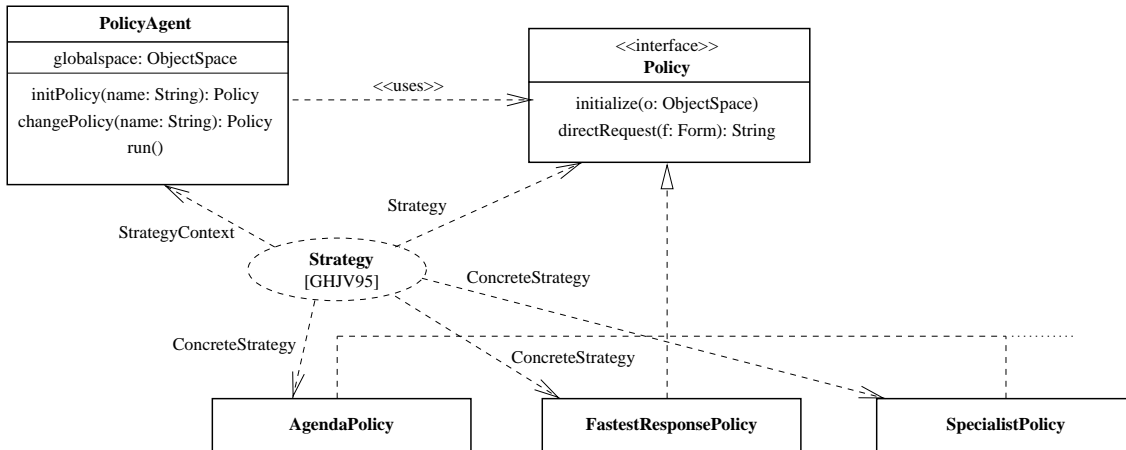 PolicyAgent
globalspace: ObjectSpace
initPolicy(name: String): Policy
changePolicy(name: String): Policy
run()
<<uses>>
<<interface>>
Policy
initialize(o: ObjectSpace)
directRequest(f: Form): String
Strategy
StrategyContext
Strategy
[GHJV95]
ConcreteStrategy
ConcreteStrategy
ConcreteStrategy
AgendaPolicy
FastestResponsePolicy
SpecialistPolicy